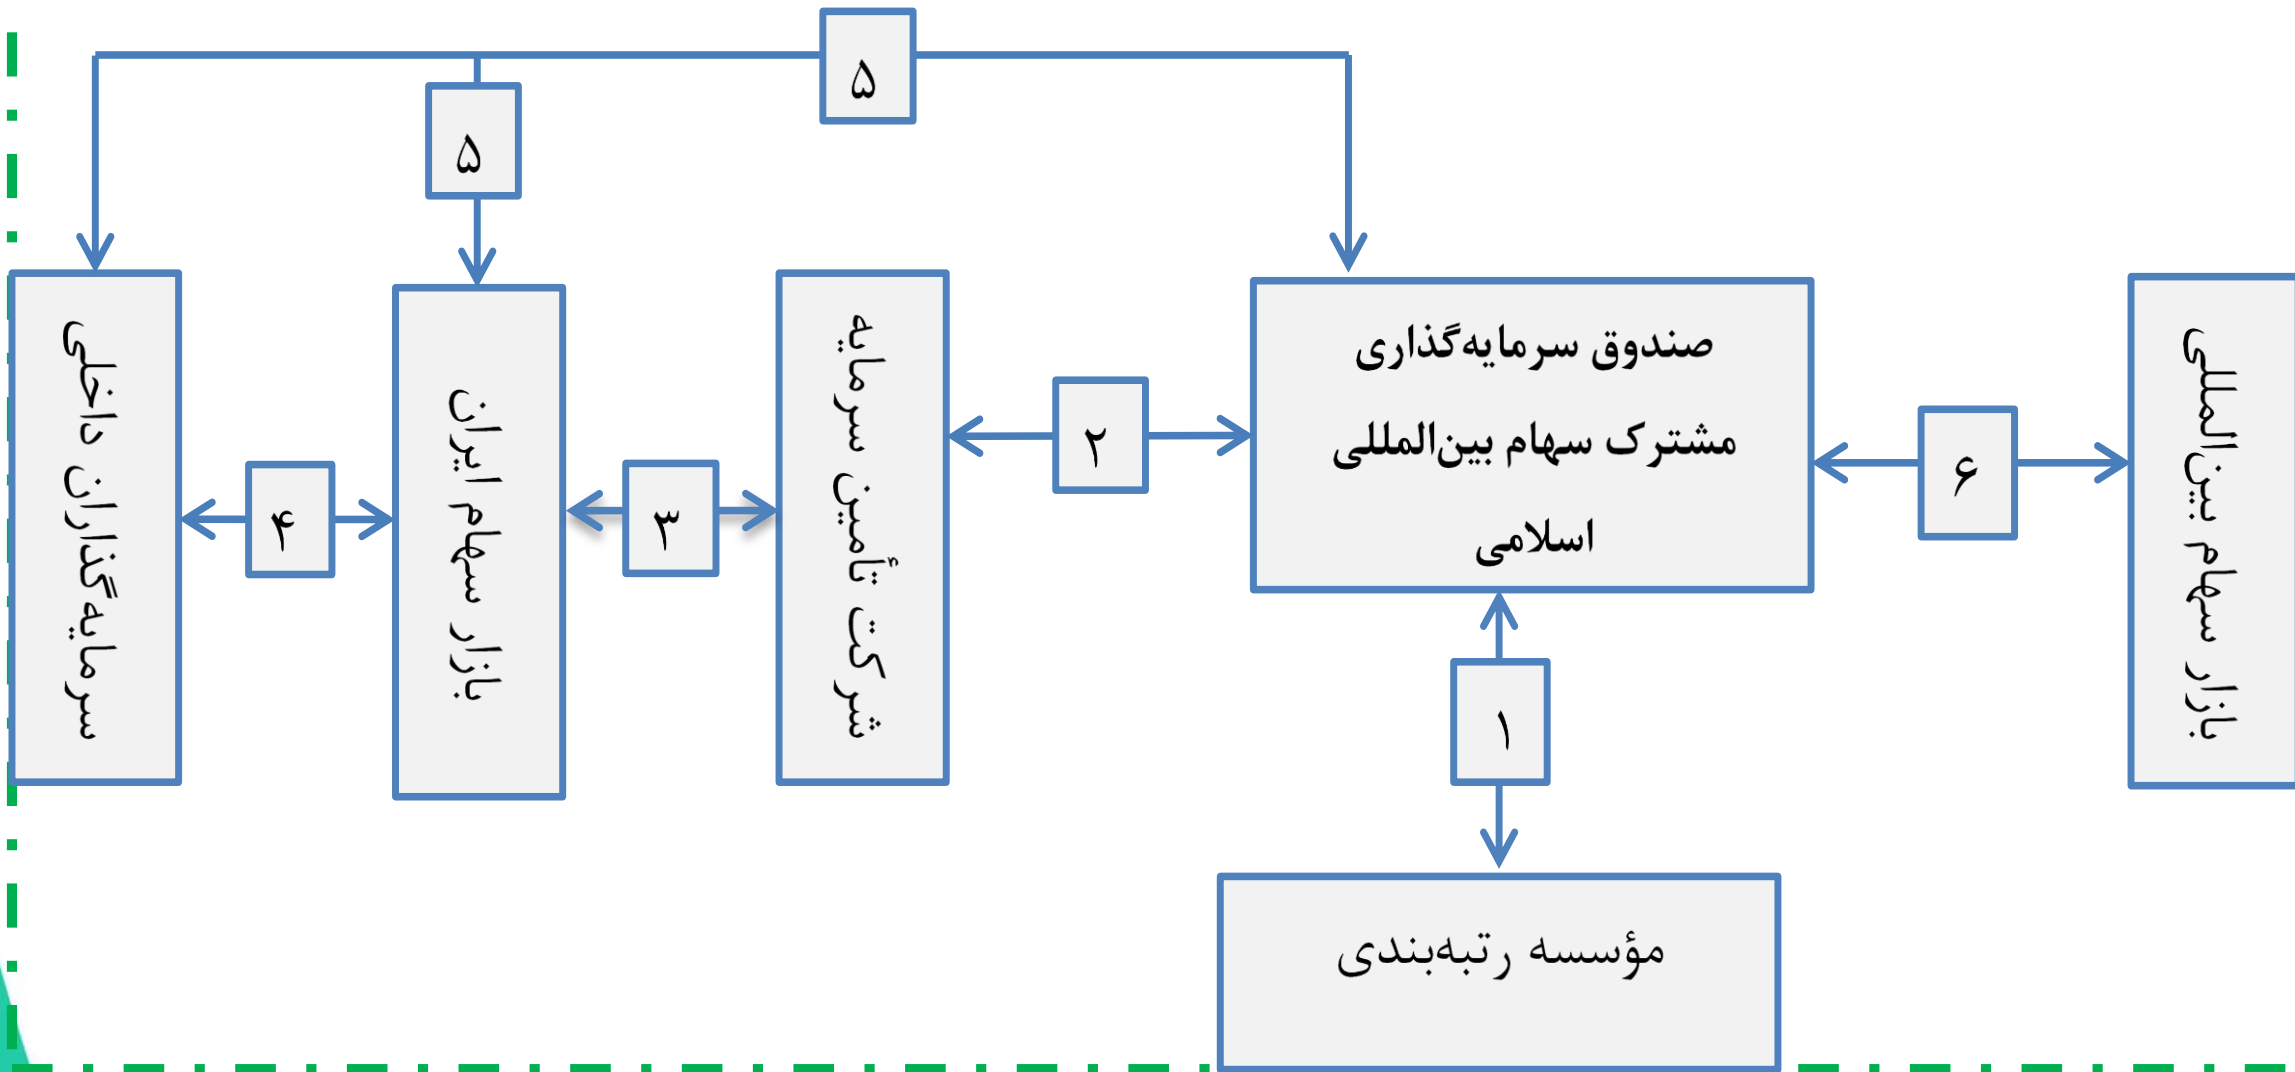 ۵
۵
بازار سهام بین‌المللی
۶
صندوق سرمایه‌گذاری
مشترک سهام بین‌المللی
اسلامی
۲
شرکت تأمین سرمایه
۳
بازار سهام ایران
۴
سرمایه‌گذاران داخلی
۱
مؤسسه رتبه‌بندی